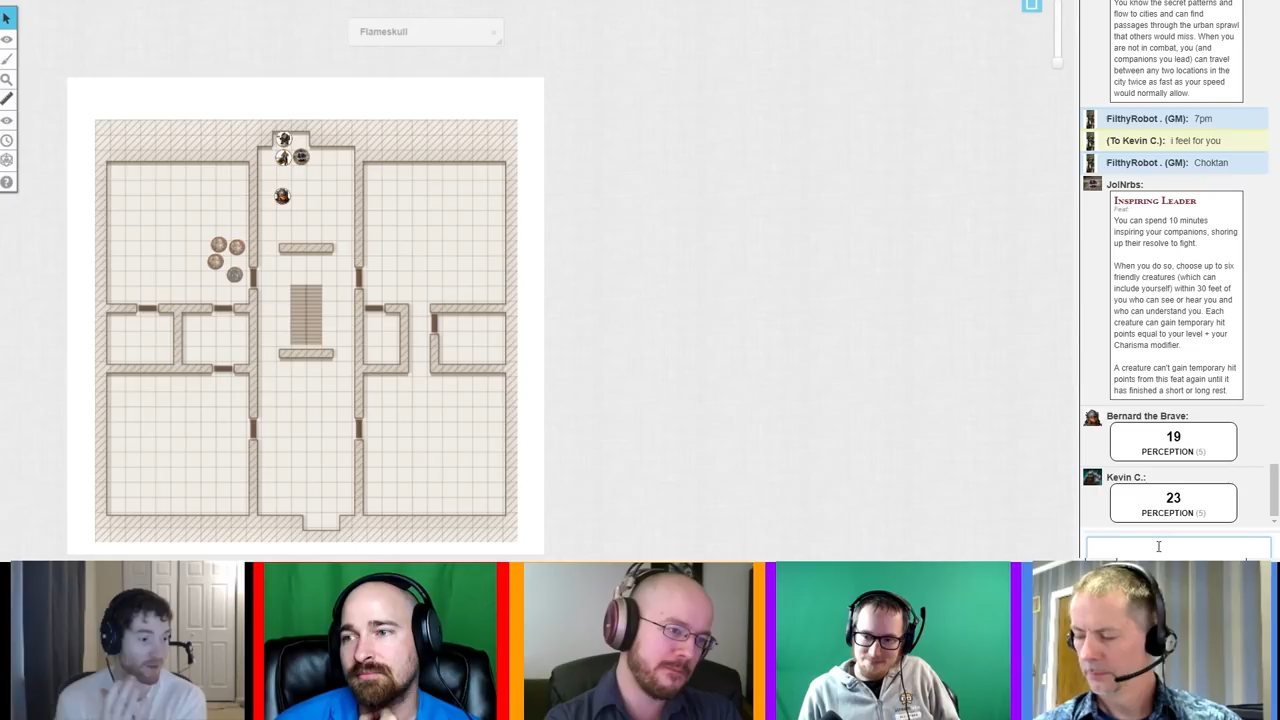 Flameskull
×
You know the secret patterns and
flow to cities and can find
passages through the urban sprawl
that others would miss. When you
are not in combat, you (and
companions you lead) can travel
between any two locations in the
city twice as fast as your speed
would normally allow.
FilthyRobot . (GM): 7pm
(To Kevin C.): i feel for you
FilthyRobot . (GM): Choktan
JolNrbs:
Inspiring Leader
Feat
You can spend 10 minutes
inspiring your companions, shoring
up their resolve to fight.
When you do so, choose up to six
friendly creatures (which can
include yourself) within 30 feet of
you who can see or hear you and
who can understand you. Each
creature can gain temporary hit
points equal to your level + your
Charisma modifier.
A creature can't gain temporary hit
points from this feat again until it
has finished a short or long rest.
Bernard the Brave:
19
PERCEPTION (5)
Kevin C.:
23
PERCEPTION (5)